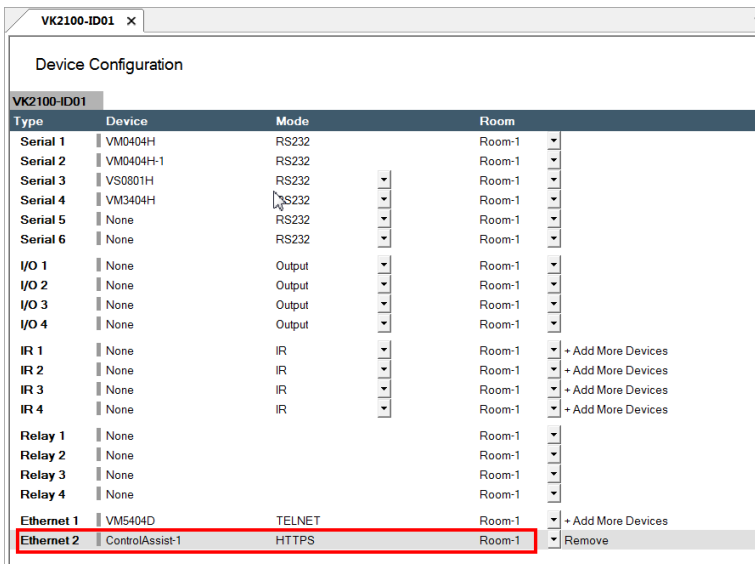 VK2100-ID01 ×
Device Configuration
VK2100-ID01
Type Device Mode Room
Serial 1 VM0404H RS232 Room-1
Serial 2 VM0404H-1 RS232 Room-1
Serial 3 VS0801H RS232 Room-1
Serial 4 VM3404H RS232 Room-1
Serial 5 None RS232 Room-1
Serial 6 None RS232 Room-1
I/O 1 None Output Room-1
I/O 2 None Output Room-1
I/O 3 None Output Room-1
I/O 4 None Output Room-1
IR 1 None IR Room-1 + Add More Devices
IR 2 None IR Room-1 + Add More Devices
IR 3 None IR Room-1 + Add More Devices
IR 4 None IR Room-1 + Add More Devices
Relay 1 None Room-1
Relay 2 None Room-1
Relay 3 None Room-1
Relay 4 None Room-1
Ethernet 1 VM5404D TELNET Room-1 + Add More Devices
Ethernet 2 ControlAssist-1 HTTPS Room-1 Remove